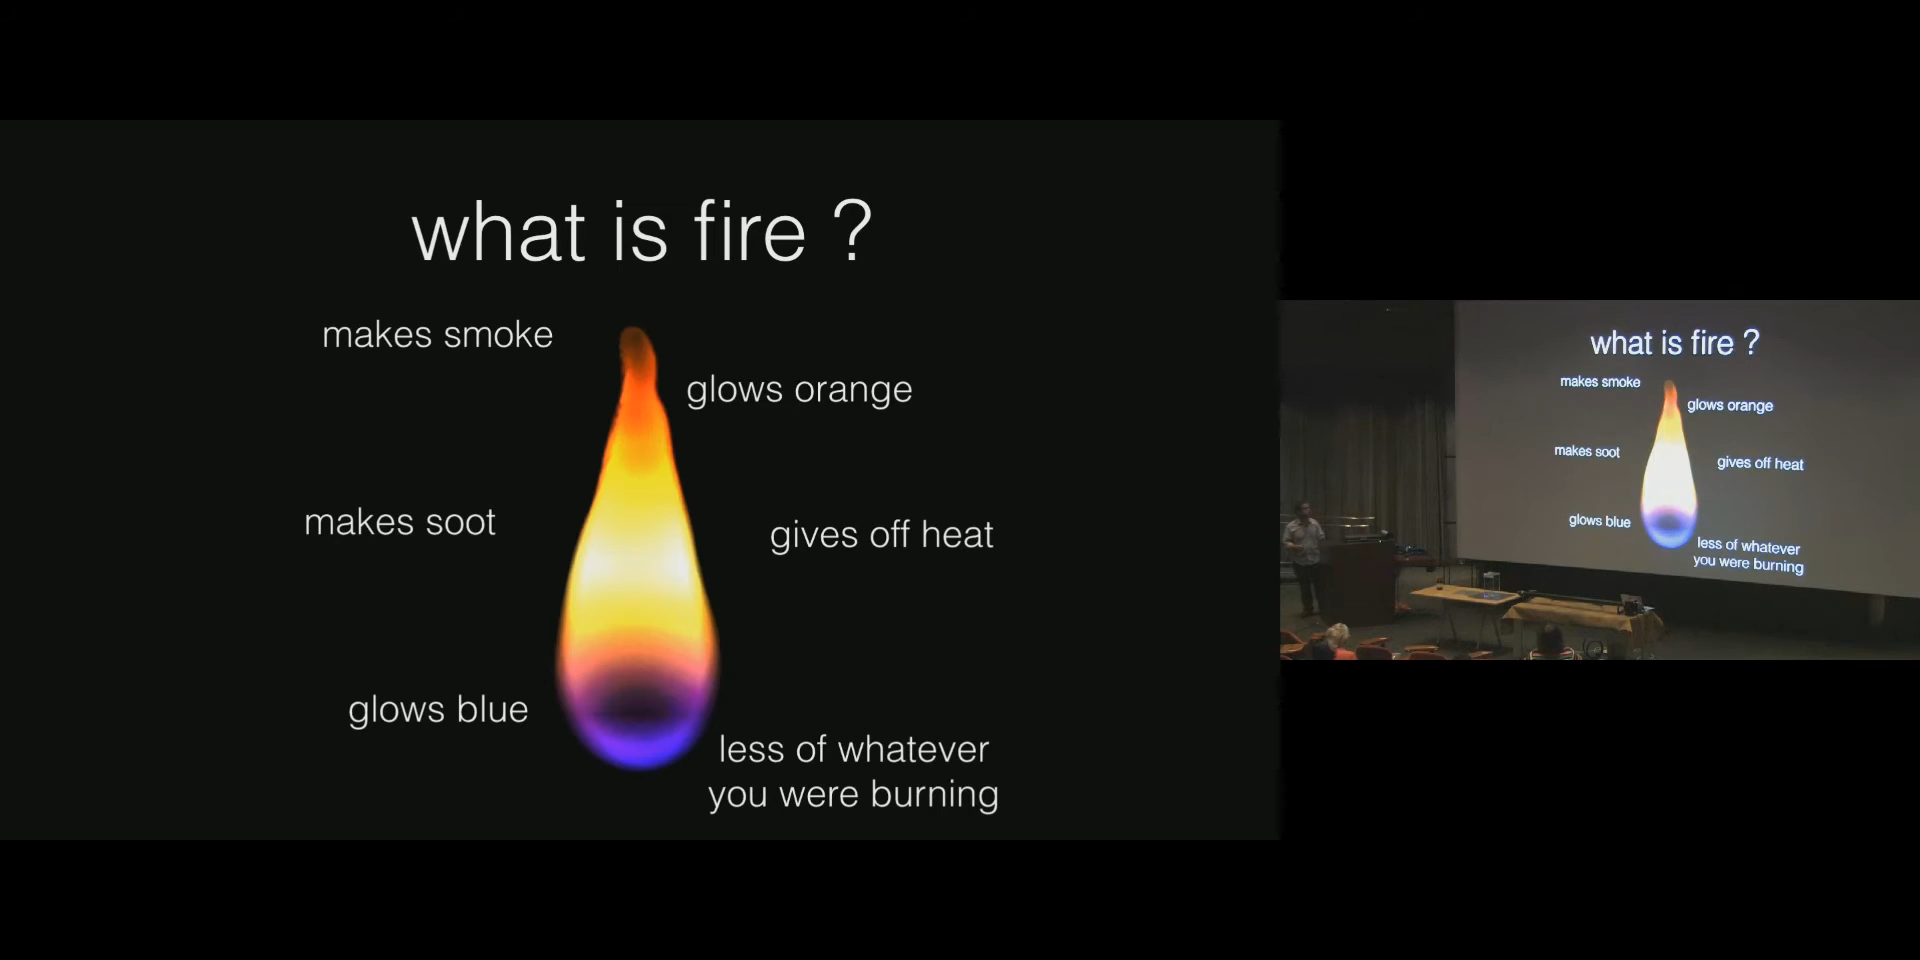 what is fire ?
makes smoke
glows orange
makes soot
gives off heat
glows blue
less of whatever
you were burning
what is fire ?
makes smoke
glows orange
makes soot
gives off heat
glows blue
less of whatever
you were burning